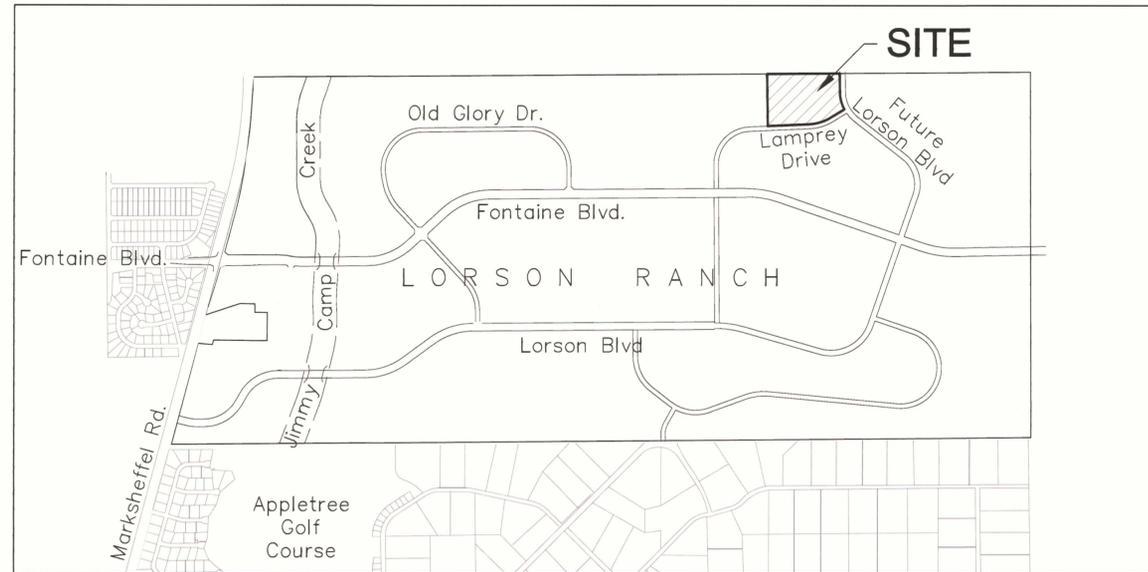 SITE
Old Glory Dr.
Future
Lorson Blvd
Lamprey
Drive
Creek
Fontaine Blvd.
Fontaine Blvd.
LORSON RANCH
Camp
Lorson Blvd
Jimmy
Marksheffel Rd.
Appletree
Golf
Course